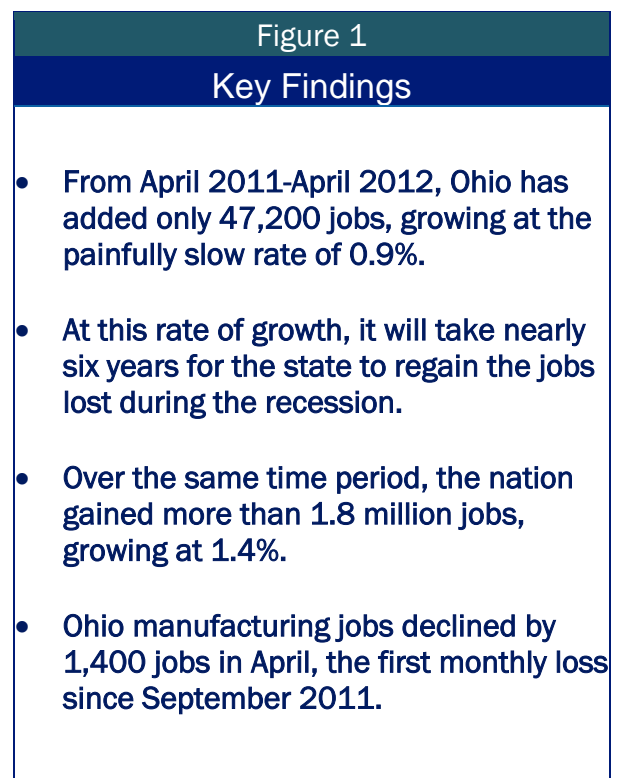 Figure 1
Key Findings
• From April 2011-April 2012, Ohio has
added only 47,200 jobs, growing at the
painfully slow rate of 0.9%.
• At this rate of growth, it will take nearly
six years for the state to regain the jobs
lost during the recession.
• Over the same time period, the nation
gained more than 1.8 million jobs,
growing at 1.4%.
• Ohio manufacturing jobs declined by
1,400 jobs in April, the first monthly loss
since September 2011.